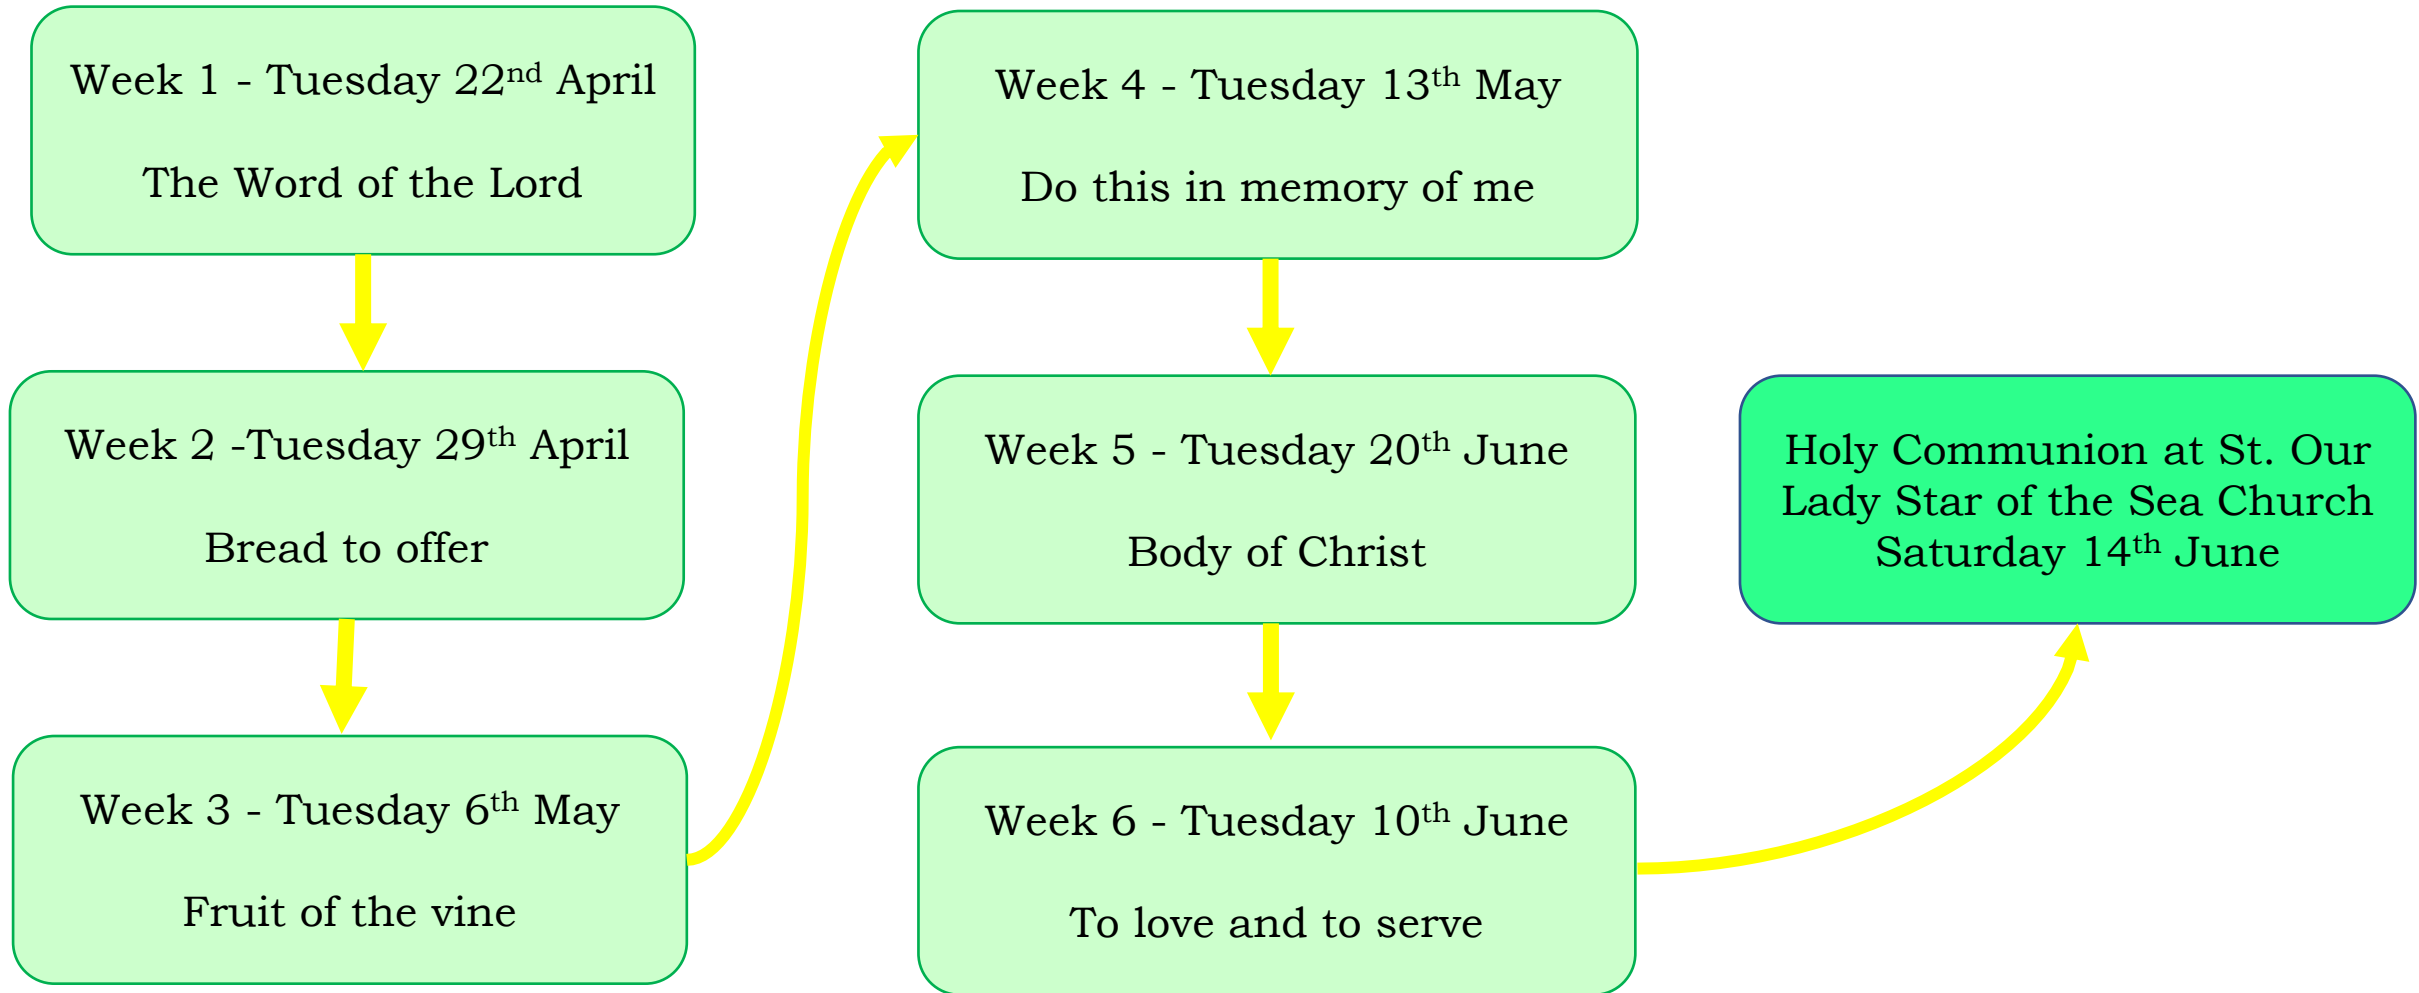 Week 1 - Tuesday 22nd April
The Word of the Lord
Week 2 -Tuesday 29th April
Bread to offer
Week 3 - Tuesday 6th May
Fruit of the vine
Week 4 - Tuesday 13th May
Do this in memory of me
Week 5 - Tuesday 20th June
Body of Christ
Week 6 - Tuesday 10th June
To love and to serve
Holy Communion at St. Our
Lady Star of the Sea Church
Saturday 14th June